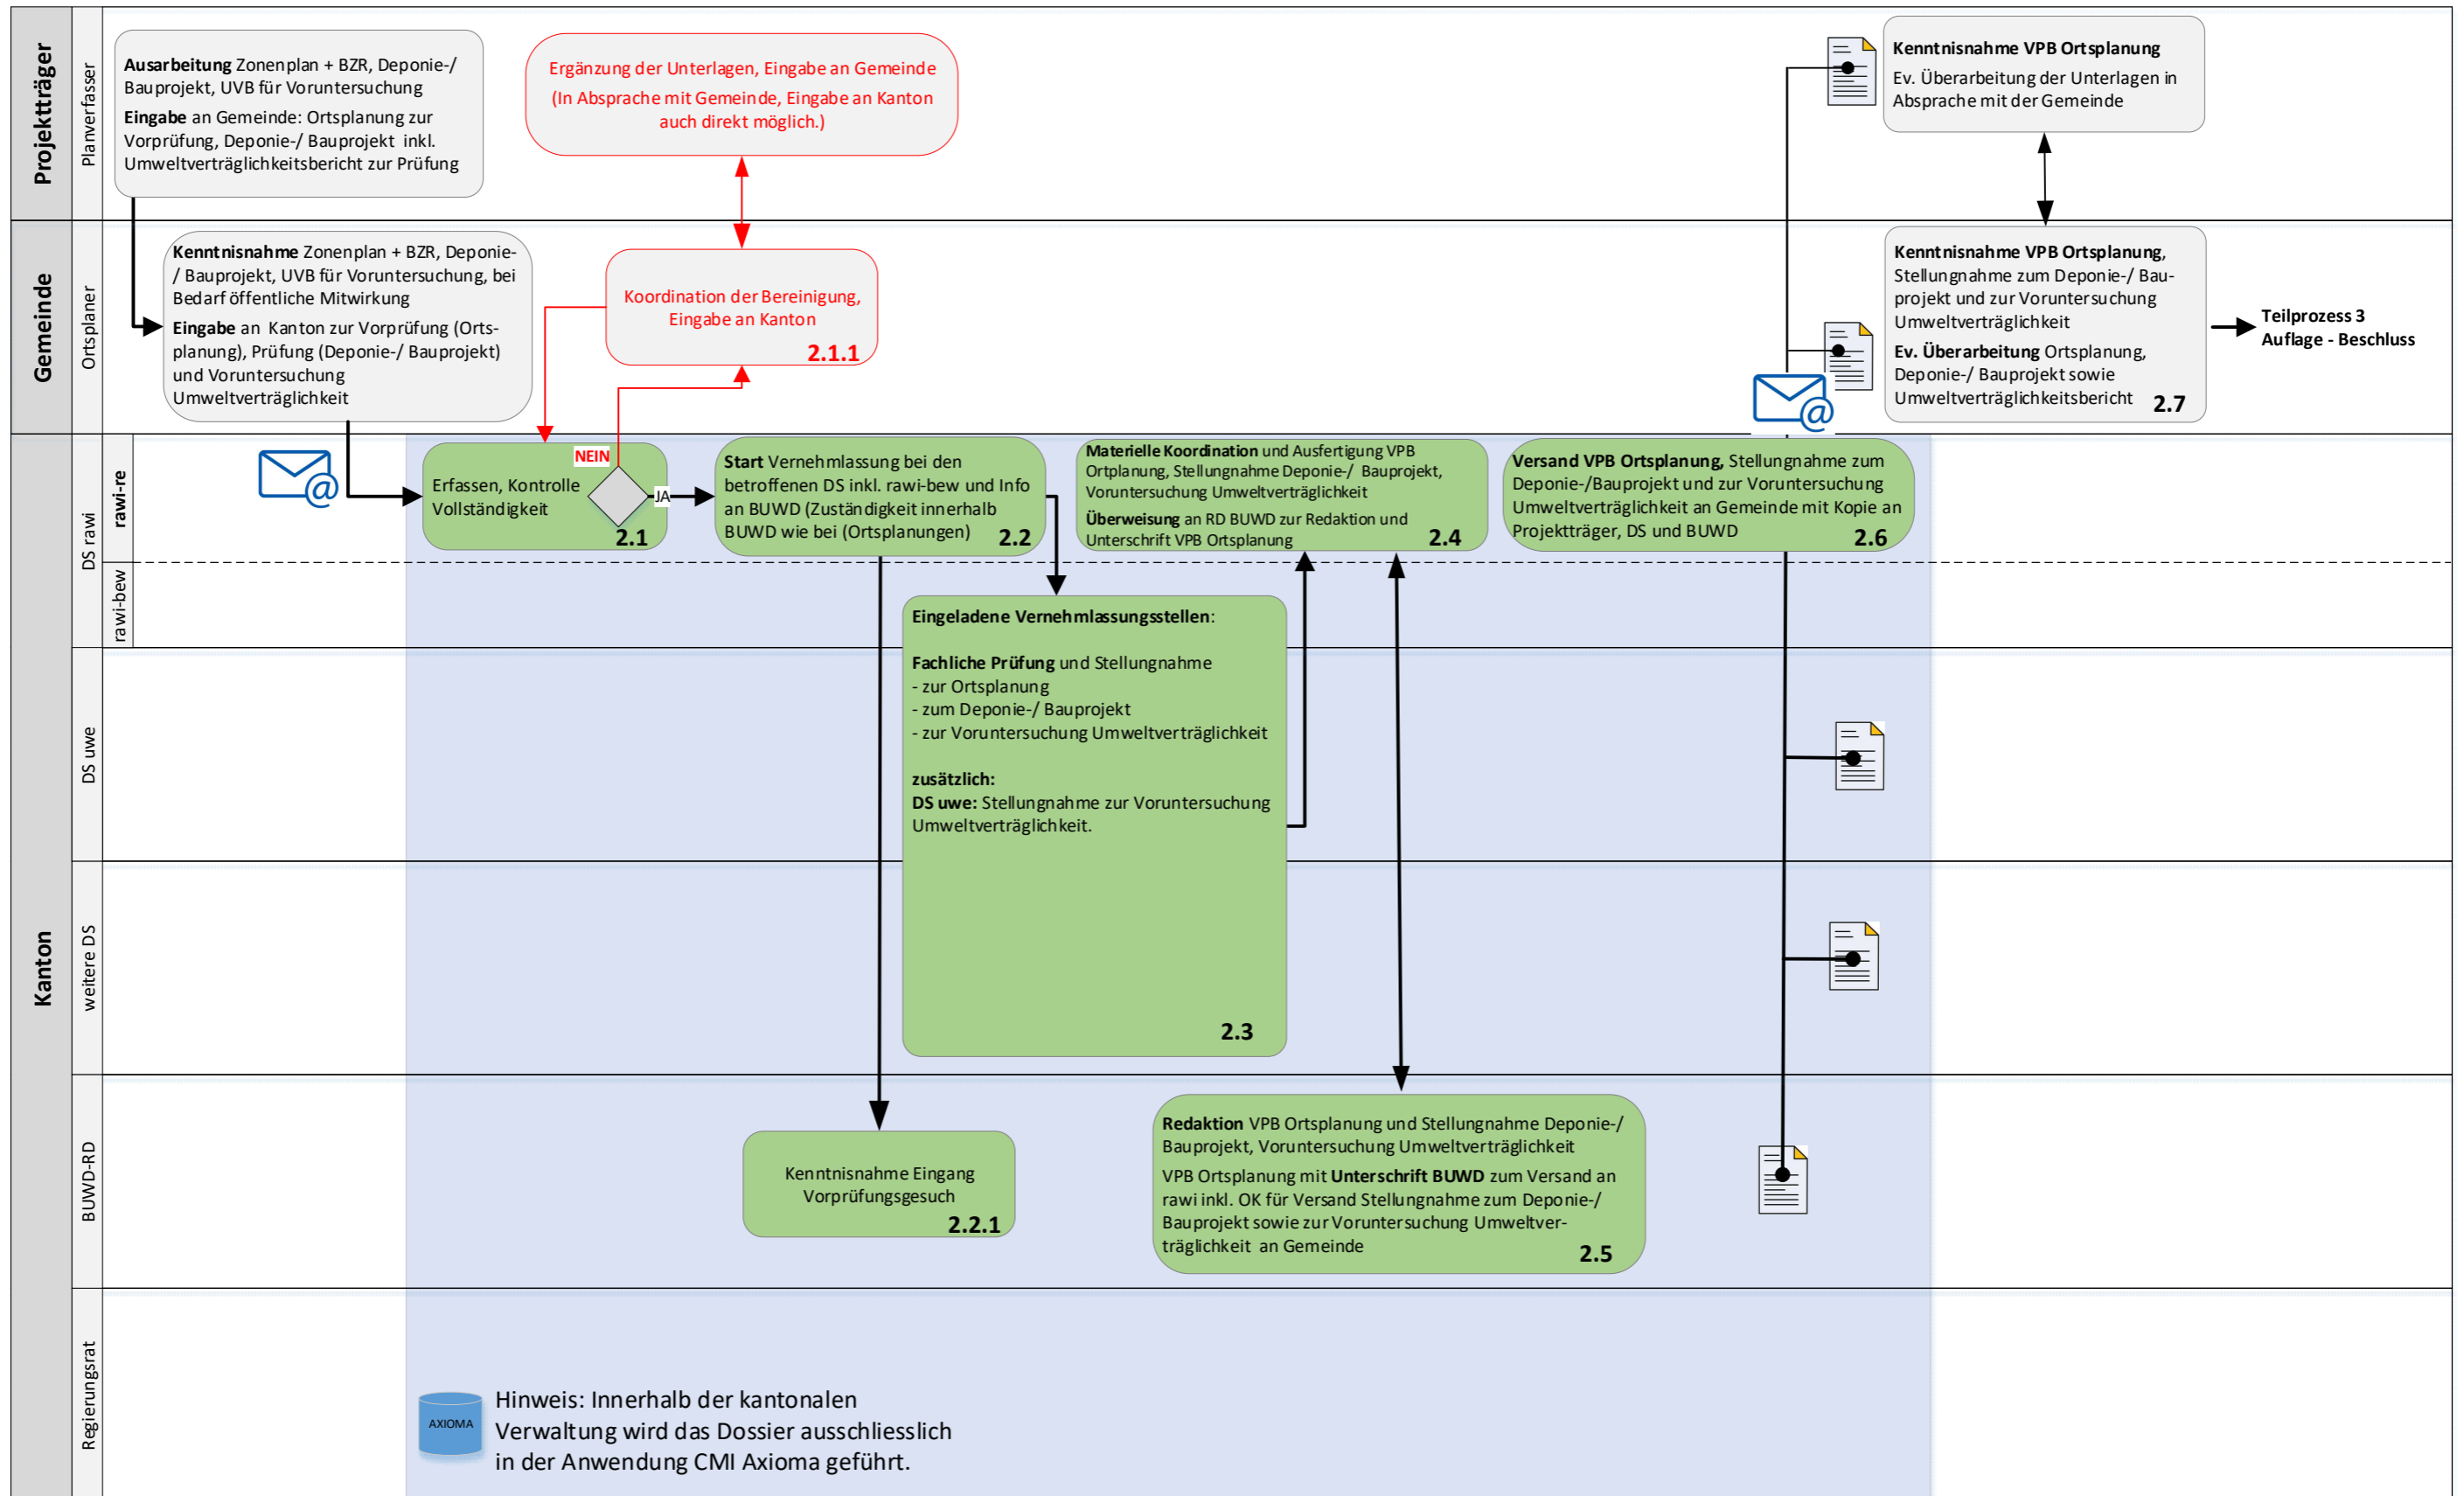 Projektträger
Planverfasser
Ausarbeitung Zonenplan + BZR, Deponie-/
Bauprojekt, UVB für Voruntersuchung
Eingabe an Gemeinde: Ortsplanung zur
Vorprüfung, Deponie-/ Bauprojekt inkl.
Umweltverträglichkeitsbericht zur Prüfung
Ergänzung der Unterlagen, Eingabe an Gemeinde
(In Absprache mit Gemeinde, Eingabe an Kanton
auch direkt möglich.)
Kenntnisnahme VPB Ortsplanung
Ev. Überarbeitung der Unterlagen in
Absprache mit der Gemeinde
Gemeinde
Ortsplaner
Kenntnisnahme Zonenplan + BZR, Deponie-
/ Bauprojekt, UVB für Voruntersuchung, bei
Bedarf öffentliche Mitwirkung
Eingabe an Kanton zur Vorprüfung (Orts-
planung), Prüfung (Deponie-/ Bauprojekt)
und Voruntersuchung
Umweltverträglichkeit
Koordination der Bereinigung,
Eingabe an Kanton
2.1.1
Kenntnisnahme VPB Ortsplanung,
Stellungnahme zum Deponie-/ Bau-
projekt und zur Voruntersuchung
Umweltverträglichkeit
Ev. Überarbeitung Ortsplanung,
Deponie-/ Bauprojekt sowie
Umweltverträglichkeitsbericht
2.7
Teilprozess 3
Auflage - Beschluss
Kanton
DS rawi
rawi-re
rawi-bew
NEIN
Erfassen, Kontrolle
Vollständigkeit
JA
2.1
Start Vernehmlassung bei den
betroffenen DS inkl. rawi-bew und Info
an BUWD (Zuständigkeit innerhalb
BUWD wie bei (Ortsplanungen)
2.2
Materielle Koordination und Ausfertigung VPB
Ortplanung, Stellungnahme Deponie-/ Bauprojekt,
Voruntersuchung Umweltverträglichkeit
Überweisung an RD BUWD zur Redaktion und
Unterschrift VPB Ortsplanung
2.4
Versand VPB Ortsplanung, Stellungnahme zum
Deponie-/Bauprojekt und zur Voruntersuchung
Umweltverträglichkeit an Gemeinde mit Kopie an
Projektträger, DS und BUWD
2.6
Eingeladene Vernehmlassungsstellen:
Fachliche Prüfung und Stellungnahme
- zur Ortsplanung
- zum Deponie-/ Bauprojekt
- zur Voruntersuchung Umweltverträglichkeit
zusätzlich:
DS uwe: Stellungnahme zur Voruntersuchung
Umweltverträglichkeit.
2.3
DS uwe
weitere DS
BUWD-RD
Kenntnisnahme Eingang
Vorprüfungsgesuch
2.2.1
Redaktion VPB Ortsplanung und Stellungnahme Deponie-/
Bauprojekt, Voruntersuchung Umweltverträglichkeit
VPB Ortsplanung mit Unterschrift BUWD zum Versand an
rawi inkl. OK für Versand Stellungnahme zum Deponie-/
Bauprojekt sowie zur Voruntersuchung Umweltver-
träglichkeit an Gemeinde
2.5
Regierungsrat
AXIOMA
Hinweis: Innerhalb der kantonalen
Verwaltung wird das Dossier ausschliesslich
in der Anwendung CMI Axioma geführt.